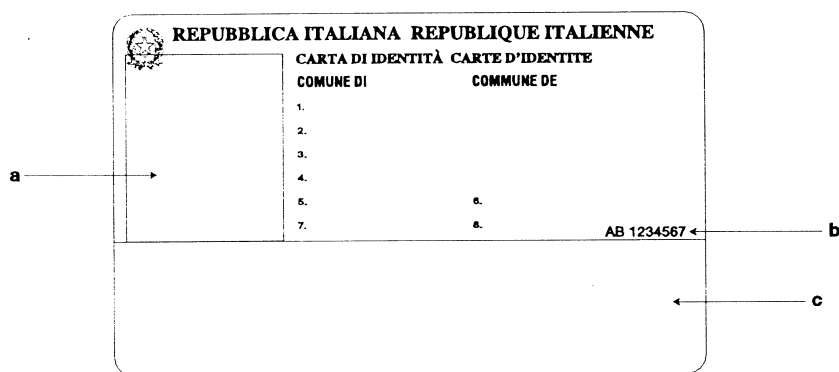 REPUBBLICA ITALIANA REPUBLIQUE ITALIENNE
CARTA DI IDENTITÀ CARTE D'IDENTITE
COMUNE DI COMMUNE DE
1.
2.
3.
4.
a
5. 6.
7. 8. AB 1234567
b
c